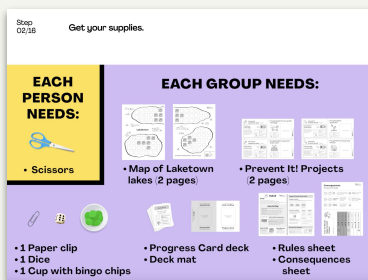 Step
02/16
Get your supplies.
EACH
PERSON
NEEDS:
• Scissors
EACH GROUP NEEDS:
• Map of Laketown
lakes (2 pages)
• Prevent It! Projects
(2 pages)
• 1 Paper clip
• 1 Dice
• 1 Cup with bingo chips
• Progress Card deck
• Deck mat
• Rules sheet
• Consequences
sheet